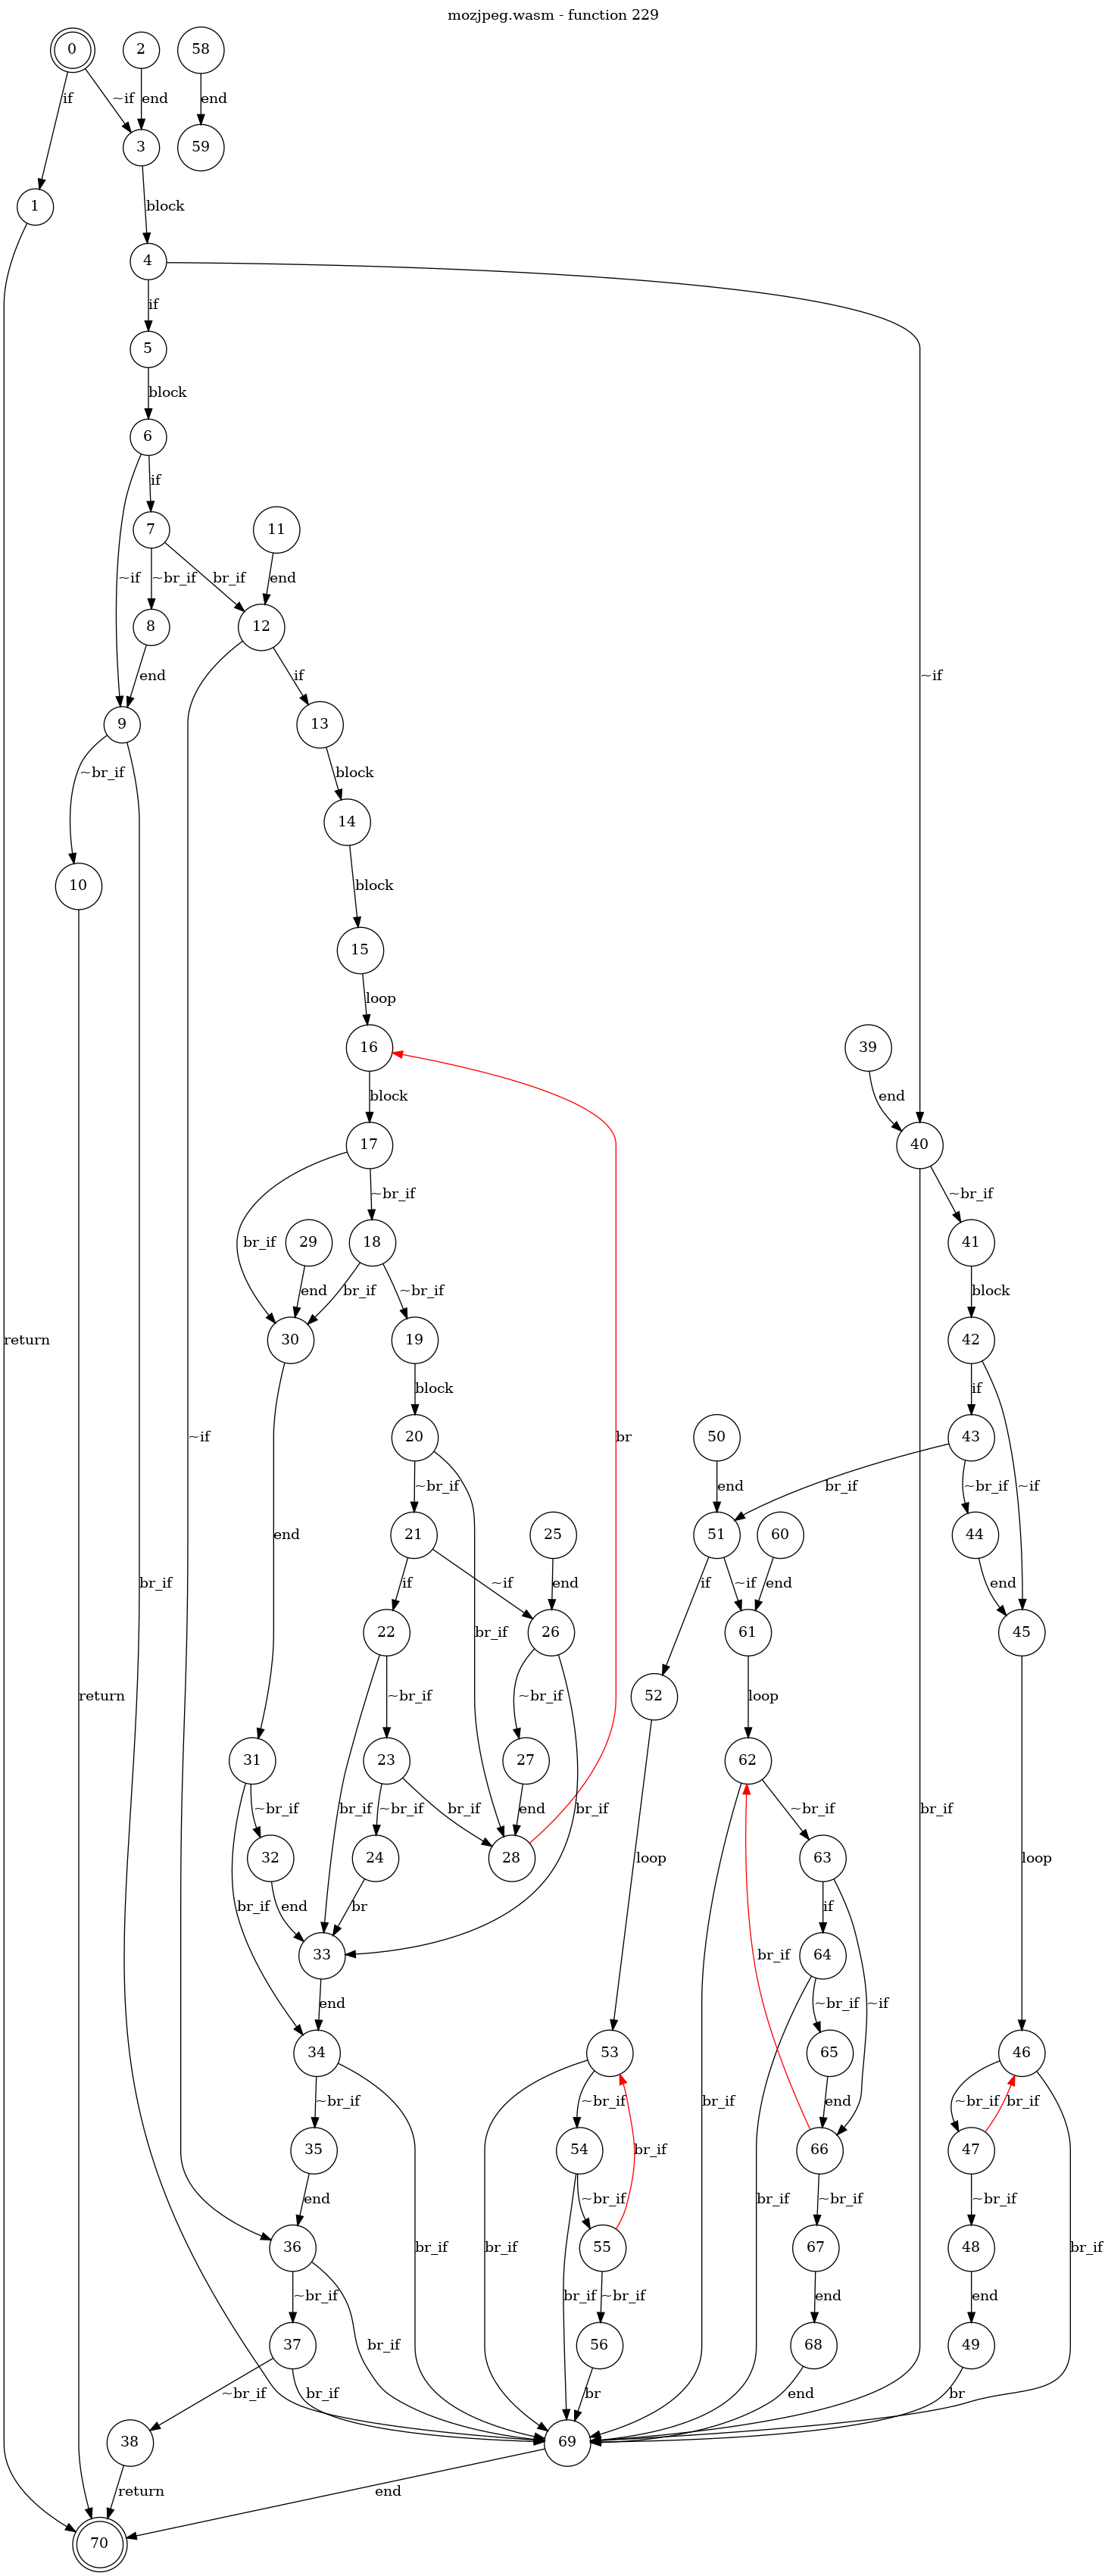 mozjpeg.wasm - function 229
0
2
58
if
~if
end
end
3
59
1
block
4
if
5
block
6
if
7
11
~if
~br_if
br_if
end
8
12
~if
end
if
9
13
~br_if
block
14
10
block
15
loop
16
39
block
end
17
40
~br_if
~br_if
br_if
29
18
41
return
end
br_if
~br_if
block
30
19
42
block
if
~if
20
50
43
br
end
~br_if
end
br_if
~br_if
~if
21
25
51
60
44
br_if
return
if
~if
end
br_if
if
~if
end
end
22
26
61
45
52
~br_if
~br_if
loop
31
23
27
62
~br_if
br_if
~br_if
br_if
end
br_if
~br_if
br_if
32
24
28
63
loop
loop
br_if
end
br
if
33
64
br_if
~br_if
~if
end
34
53
65
46
~br_if
br_if
~br_if
br_if
end
~br_if
br_if
35
54
66
47
end
~br_if
br_if
~br_if
~br_if
36
55
67
48
~br_if
br_if
br_if
br_if
~br_if
end
end
br_if
37
56
68
49
~br_if
br_if
br
end
br
38
69
return
end
70